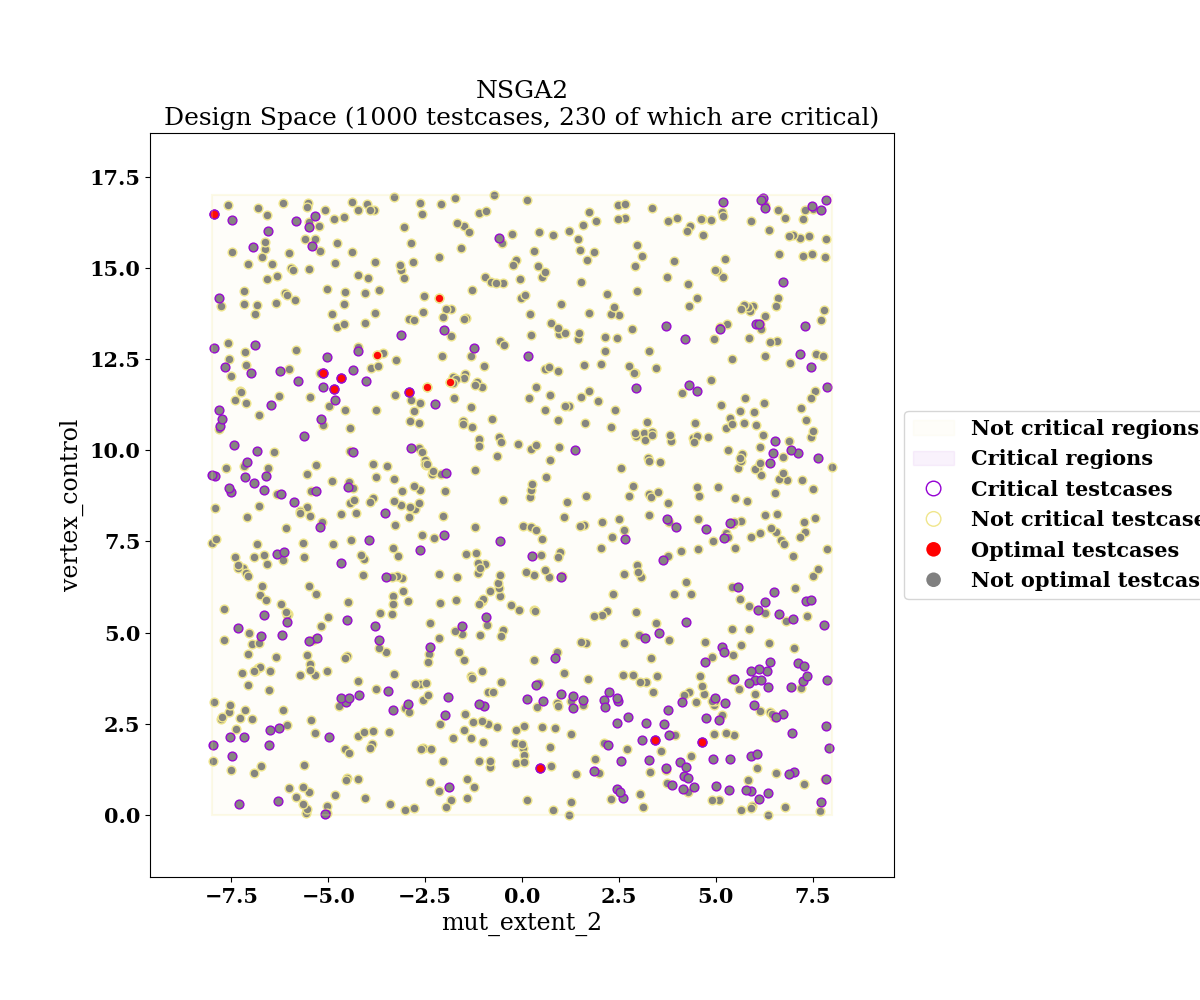 NSGA2
Design Space (1000 testcases, 230 of which are critical)
17.5
15.0
12.5
10.0
7.5
5.0
2.5
0.0
vertex_control
−7.5
−5.0
−2.5
0.0
2.5
5.0
7.5
mut_extent_2
Not critical regions
Critical regions
Critical testcases
Not critical testcase
Optimal testcases
Not optimal testcas